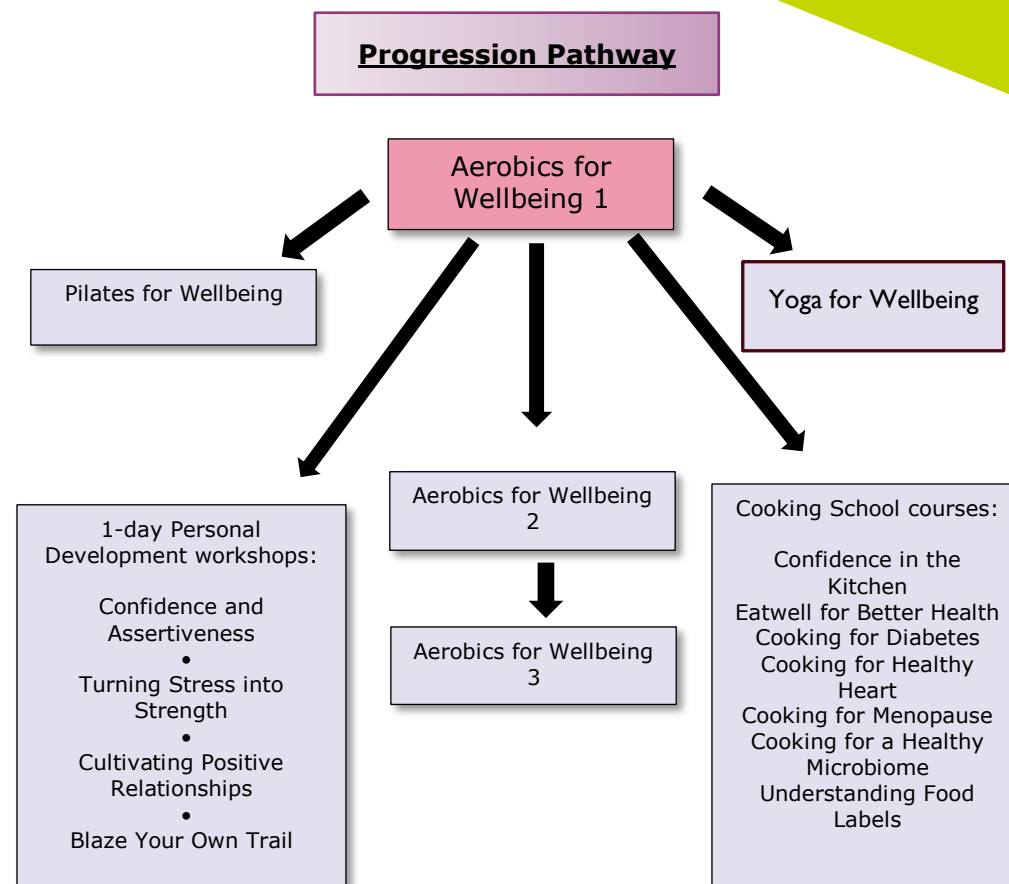 Progression Pathway
Aerobics for
Wellbeing 1
Pilates for Wellbeing
Yoga for Wellbeing
1-day Personal
Development workshops:
Confidence and
Assertiveness
•
Turning Stress into
Strength
•
Cultivating Positive
Relationships
•
Blaze Your Own Trail
Aerobics for Wellbeing
2
Aerobics for Wellbeing
3
Cooking School courses:
Confidence in the
Kitchen
Eatwell for Better Health
Cooking for Diabetes
Cooking for Healthy
Heart
Cooking for Menopause
Cooking for a Healthy
Microbiome
Understanding Food
Labels